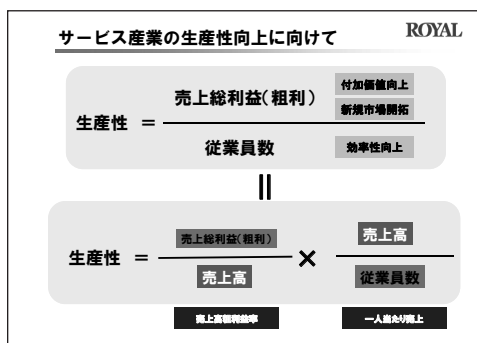 サービス産業の生産性向上に向けて
ROYAL
生産性 =
売上総利益(粗利)
従業員数
付加価値向上
新規市場開拓
効率性向上
=
生産性 =
売上総利益(粗利)
売上高
×
売上高
従業員数
売上高粗利益率
一人当たり売上